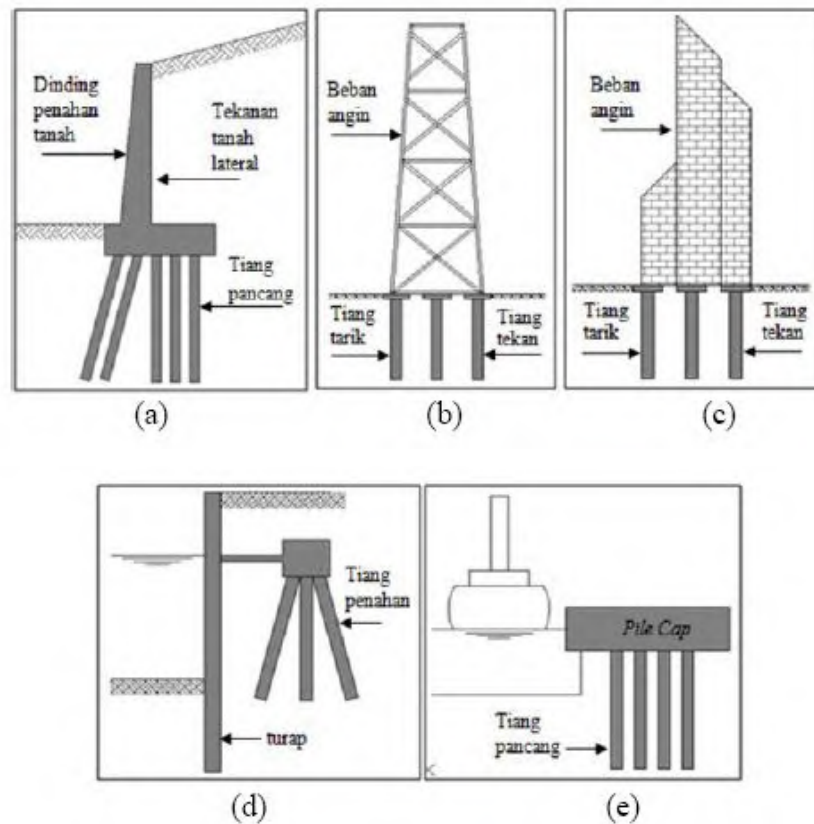 Dinding
penahan
tanah
Tekanan
tanah
lateral
Tiang
pancang
(a)
Beban
angin
Tiang
tarik
Tiang
tekan
(b)
Beban
angin
Tiang
tarik
Tiang
tekan
(c)
Tiang
penahan
turap
(d)
Pile Cap
Tiang
pancang
(e)